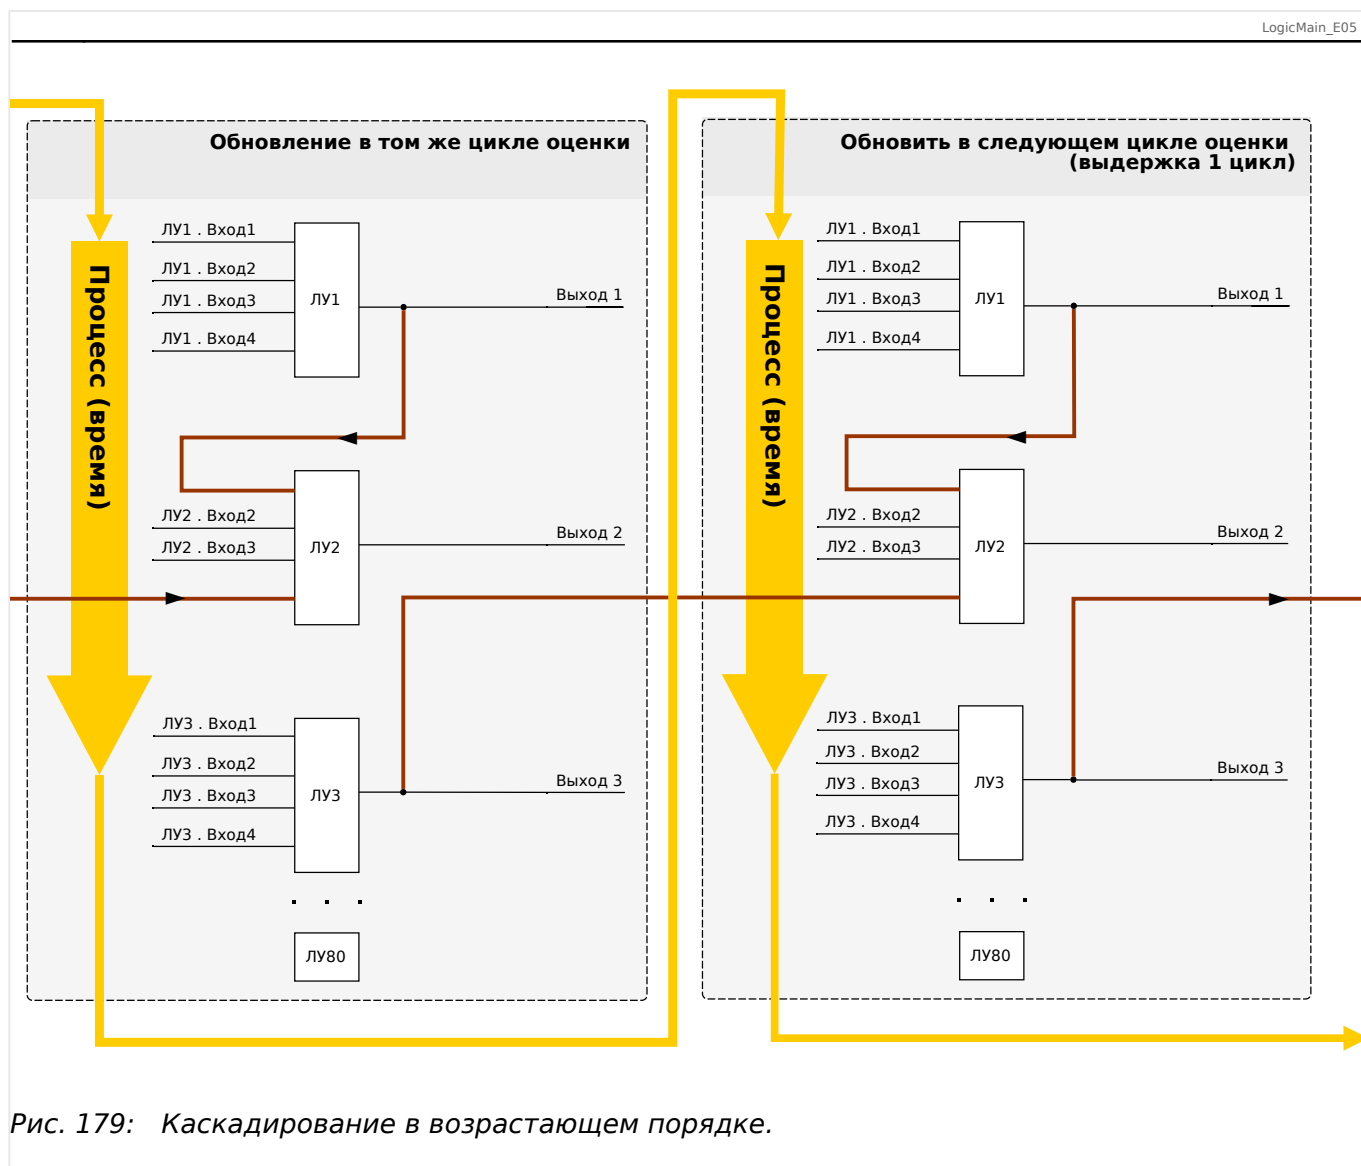 LogicMain_E05
Обновление в том же цикле оценки
Процесс (время)
ЛУ1 . Вход1
ЛУ1 . Вход2
ЛУ1 . Вход3
ЛУ1 . Вход4
ЛУ1
Выход 1
ЛУ2 . Вход2
ЛУ2 . Вход3
ЛУ2
Выход 2
ЛУ3 . Вход1
ЛУ3 . Вход2
ЛУ3 . Вход3
ЛУ3 . Вход4
ЛУ3
Выход 3
. . .
ЛУ80
Обновить в следующем цикле оценки
(выдержка 1 цикл)
Процесс (время)
ЛУ1 . Вход1
ЛУ1 . Вход2
ЛУ1 . Вход3
ЛУ1 . Вход4
ЛУ1
Выход 1
ЛУ2 . Вход2
ЛУ2 . Вход3
ЛУ2
Выход 2
ЛУ3 . Вход1
ЛУ3 . Вход2
ЛУ3 . Вход3
ЛУ3 . Вход4
ЛУ3
Выход 3
. . .
ЛУ80
Рис. 179: Каскадирование в возрастающем порядке.